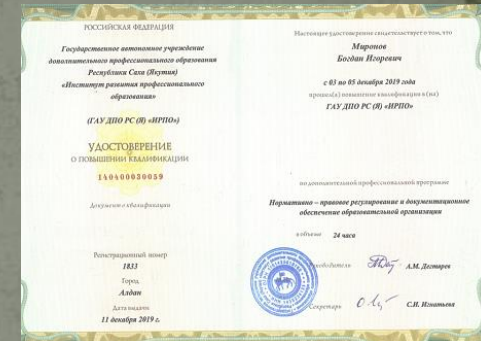 РОССИЙСКАЯ ФЕДЕРАЦИЯ
Государственное автономное учреждение
дополнительного профессионального образования
Республики Саха (Якутия)
«Институт развития профессионального
образования»
(ГАУ ДПО РС (Я) «ИРПО»)
УДОСТОВЕРЕНИЕ
О ПОВЫШЕНИИ КВАЛИФИКАЦИИ
140400030059
Документ о квалификации
Регистрационный номер
1833
Город
Алдан
Дата выдачи
11 декабря 2019 г.
Настоящее удостоверение свидетельствует о том, что
Миронов
Богдан Игоревич
с 03 по 05 декабря 2019 года
прошел(а) повышение квалификации в (на)
ГАУ ДПО РС (Я) «ИРПО»
по дополнительной профессиональной программе
Нормативно – правовое регулирование и документационное
обеспечение образовательной организации
в объеме 24 часа
Руководитель А.М. Дегтярев
Секретарь С.Н. Игнатьева